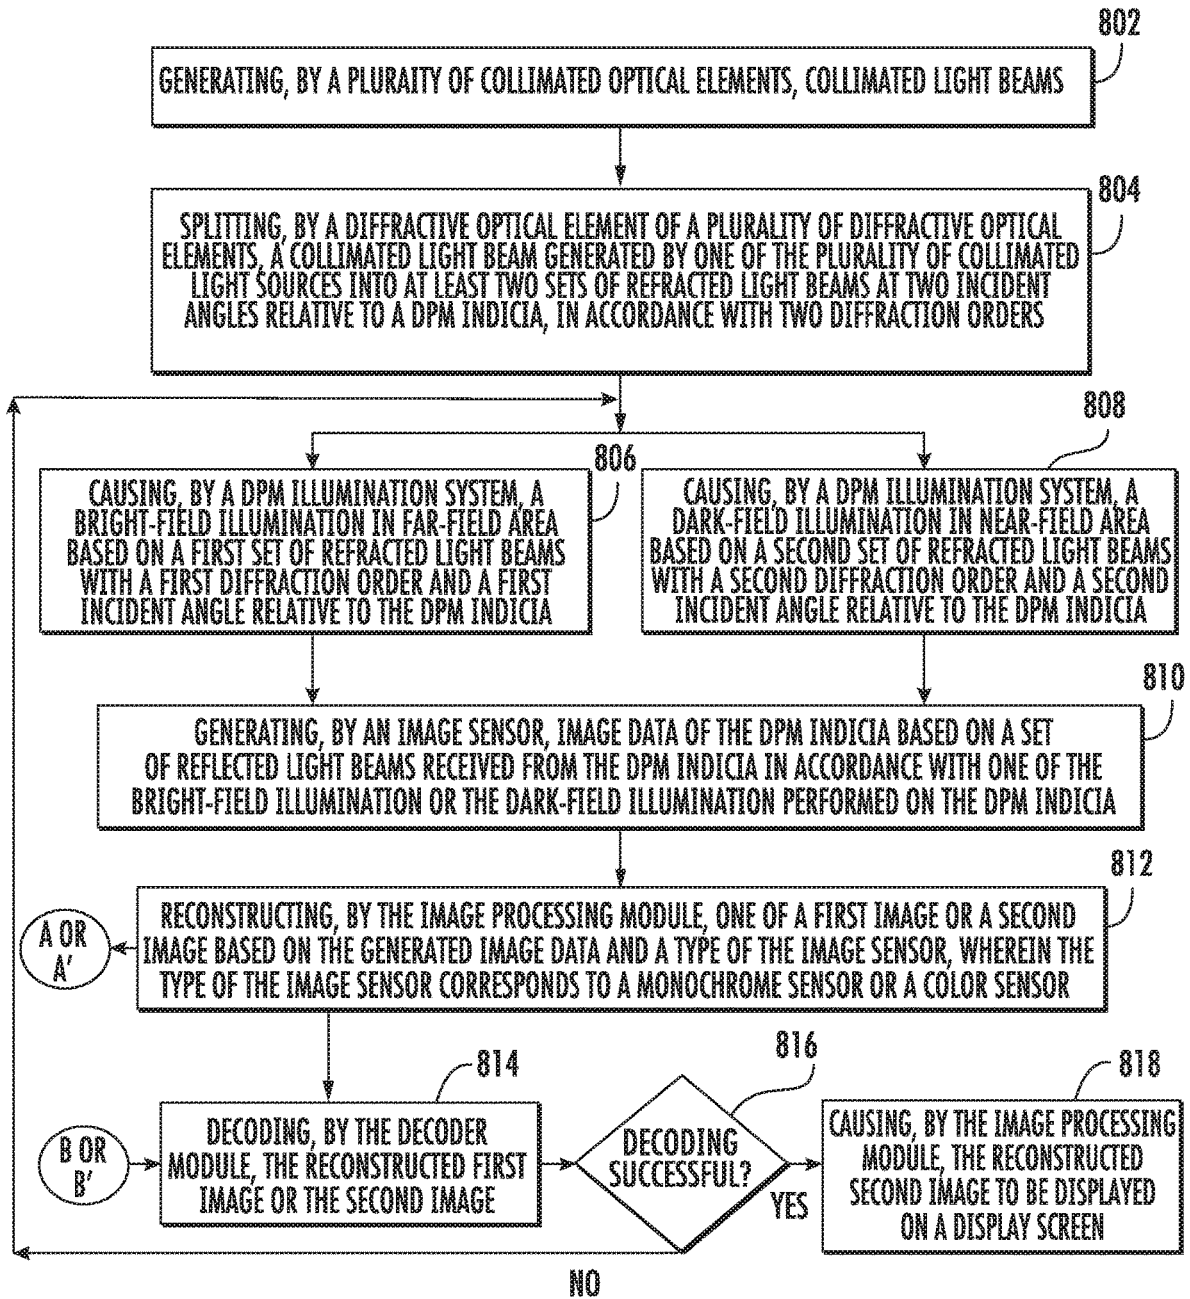 802
GENERATING, BY A PLURAITY OF COLLIMATED OPTICAL ELEMENTS, COLLIMATED LIGHT BEAMS
804
SPLITTING, BY A DIFFRACTIVE OPTICAL ELEMENT OF A PLURALITY OF DIFFRACTIVE OPTICAL
ELEMENTS, A COLLIMATED LIGHT BEAM GENERATED BY ONE OF THE PLURALITY OF COLLIMATED
LIGHT SOURCES INTO AT LEAST TWO SETS OF REFRACTED LIGHT BEAMS AT TWO INCIDENT
ANGLES RELATIVE TO A DPM INDICIA, IN ACCORDANCE WITH TWO DIFFRACTION ORDERS
806
CAUSING, BY A DPM ILLUMINATION SYSTEM, A
BRIGHT-FIELD ILLUMINATION IN FAR-FIELD AREA
BASED ON A FIRST SET OF REFRACTED LIGHT BEAMS
WITH A FIRST DIFFRACTION ORDER AND A FIRST
INCIDENT ANGLE RELATIVE TO THE DPM INDICIA
808
CAUSING, BY A DPM ILLUMINATION SYSTEM, A
DARK-FIELD ILLUMINATION IN NEAR-FIELD AREA
BASED ON A SECOND SET OF REFRACTED LIGHT BEAMS
WITH A SECOND DIFFRACTION ORDER AND A SECOND
INCIDENT ANGLE RELATIVE TO THE DPM INDICIA
810
GENERATING, BY AN IMAGE SENSOR, IMAGE DATA OF THE DPM INDICIA BASED ON A SET
OF REFLECTED LIGHT BEAMS RECEIVED FROM THE DPM INDICIA IN ACCORDANCE WITH ONE OF THE
BRIGHT-FIELD ILLUMINATION OR THE DARK-FIELD ILLUMINATION PERFORMED ON THE DPM INDICIA
812
RECONSTRUCTING, BY THE IMAGE PROCESSING MODULE, ONE OF A FIRST IMAGE OR A SECOND
IMAGE BASED ON THE GENERATED IMAGE DATA AND A TYPE OF THE IMAGE SENSOR, WHEREIN THE
TYPE OF THE IMAGE SENSOR CORRESPONDS TO A MONOCHROME SENSOR OR A COLOR SENSOR
A OR
A'
814
DECODING, BY THE DECODER
MODULE, THE RECONSTRUCTED FIRST
IMAGE OR THE SECOND IMAGE
B OR
B'
816
DECODING
SUCCESSFUL?
YES
NO
818
CAUSING, BY THE IMAGE PROCESSING
MODULE, THE RECONSTRUCTED
SECOND IMAGE TO BE DISPLAYED
ON A DISPLAY SCREEN